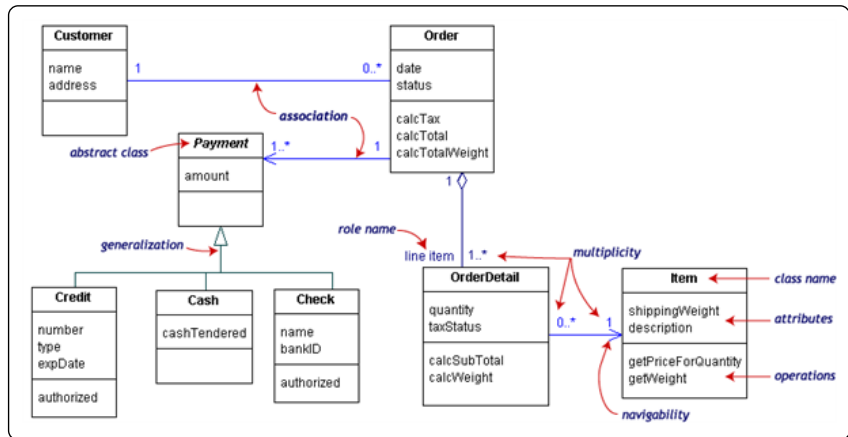 Customer
name
address
1
0..*
Order
date
status
calcTax
calcTotal
calcTotalWeight
association
abstract class
Payment
amount
1..*
1
generalization
1
role name
line item
1..*
multiplicity
Credit
number
type
expDate
authorized
Cash
cashTendered
Check
name
bankID
authorized
OrderDetail
quantity
taxStatus
calcSubTotal
calcWeight
0..*
1
Item
shippingWeight
description
getPriceForQuantity
getWeight
class name
attributes
operations
navigability